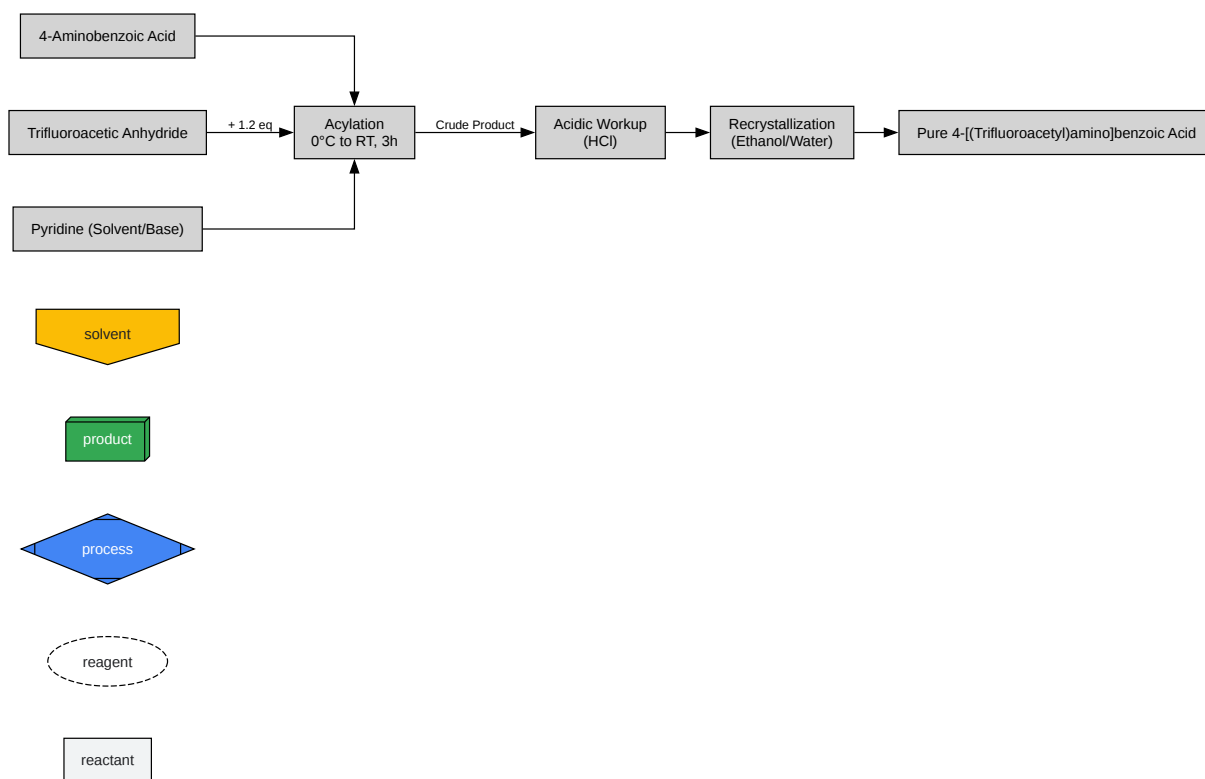 4-Aminobenzoic Acid
Trifluoroacetic Anhydride
+ 1.2 eq
Acylation
0°C to RT, 3h
Crude Product
Acidic Workup
(HCl)
Recrystallization
(Ethanol/Water)
Pure 4-[(Trifluoroacetyl)amino]benzoic Acid
Pyridine (Solvent/Base)
solvent
product
process
reagent
reactant